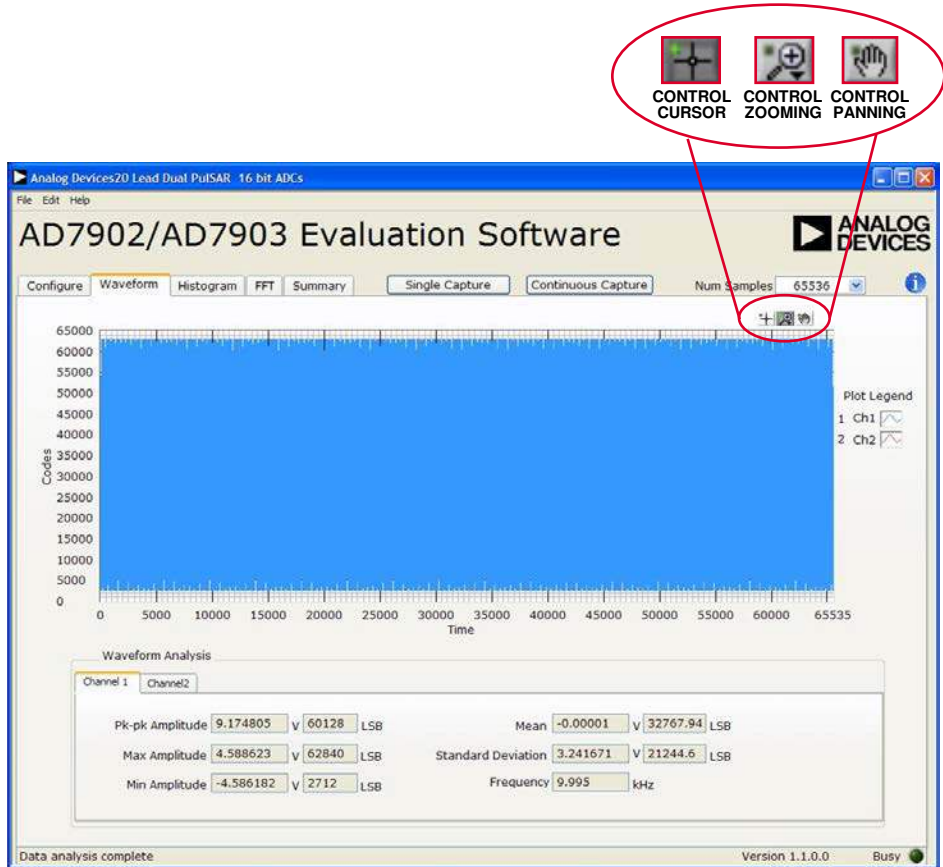 CONTROL CURSOR
CONTROL ZOOMING
CONTROL PANNING
Analog Devices20 Lead Dual PulSAR 16 bit ADCs
File Edit Help
AD7902/AD7903 Evaluation Software
ANALOG DEVICES
Configure Waveform Histogram FFT Summary Single Capture Continuous Capture Num Samples 65536
65000
60000
55000
50000
45000
40000
35000
30000
25000
20000
15000
10000
5000
0
Codes
0 5000 10000 15000 20000 25000 30000 35000 40000 45000 50000 55000 60000 65535
Time
Plot Legend
1 Ch1
2 Ch2
Waveform Analysis
Channel 1 Channel2
Pk-pk Amplitude 9.174805 V 60128 LSB
Max Amplitude 4.588623 V 62840 LSB
Min Amplitude -4.586182 V 2712 LSB
Mean -0.00001 V 32767.94 LSB
Standard Deviation 3.241671 V 21244.6 LSB
Frequency 9.995 kHz
Data analysis complete Version 1.1.0.0 Busy